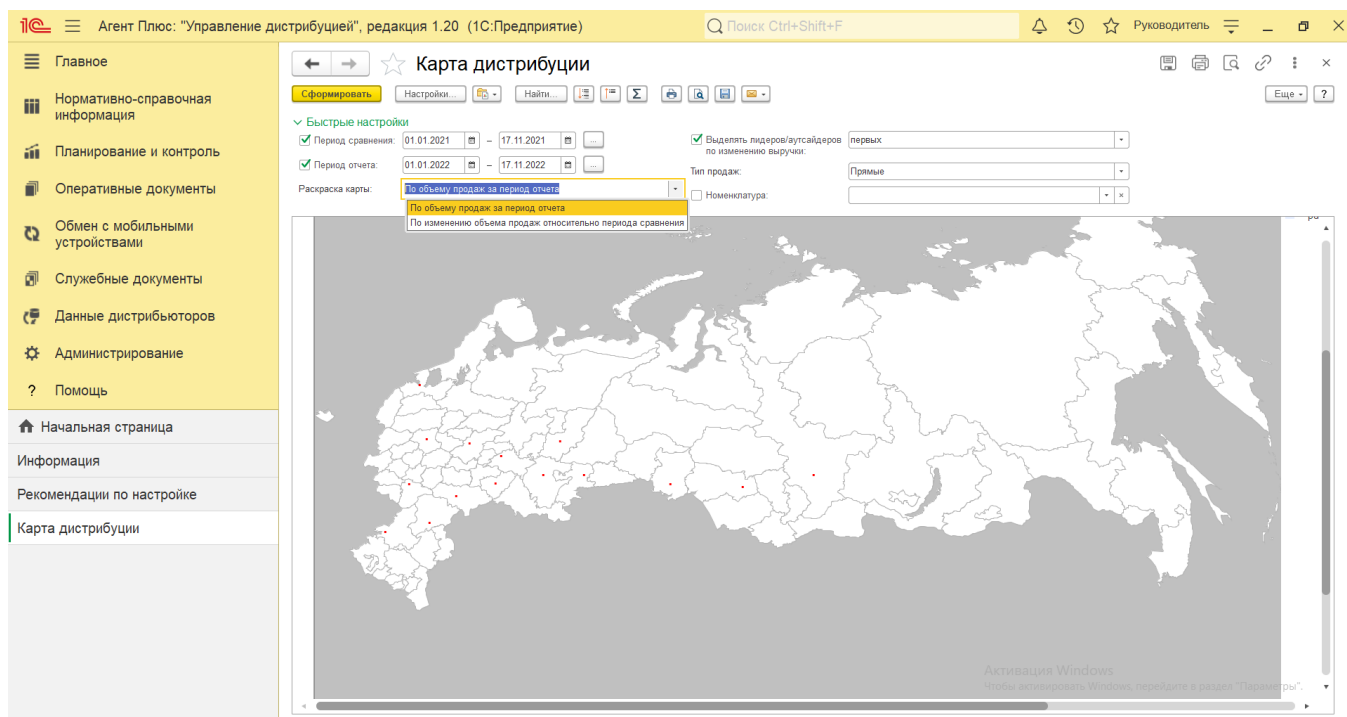 1С Агент Плюс: "Управление дистрибуцией", редакция 1.20 (1С:Предприятие) Поиск Ctrl+Shift+F Руководитель
Главное
Нормативно-справочная
информация
Планирование и контроль
Оперативные документы
Обмен с мобильными
устройствами
Служебные документы
Данные дистрибьюторов
Администрирование
? Помощь
Начальная страница
Информация
Рекомендации по настройке
Карта дистрибуции
Карта дистрибуции
Сформировать Настройки... Найти... Σ Еще ?
Быстрые настройки
Период сравнения: 01.01.2021 – 17.11.2021 ...
Период отчета: 01.01.2022 – 17.11.2022 ...
Раскраска карты: По объему продаж за период отчета
По объему продаж за период отчета
По изменению объема продаж относительно периода сравнения
Выделять лидеров/аутсайдеров первых
по изменению выручки:
Тип продаж: Прямые
Номенклатура:
Активация Windows
Чтобы активировать Windows, перейдите в раздел "Параметры".